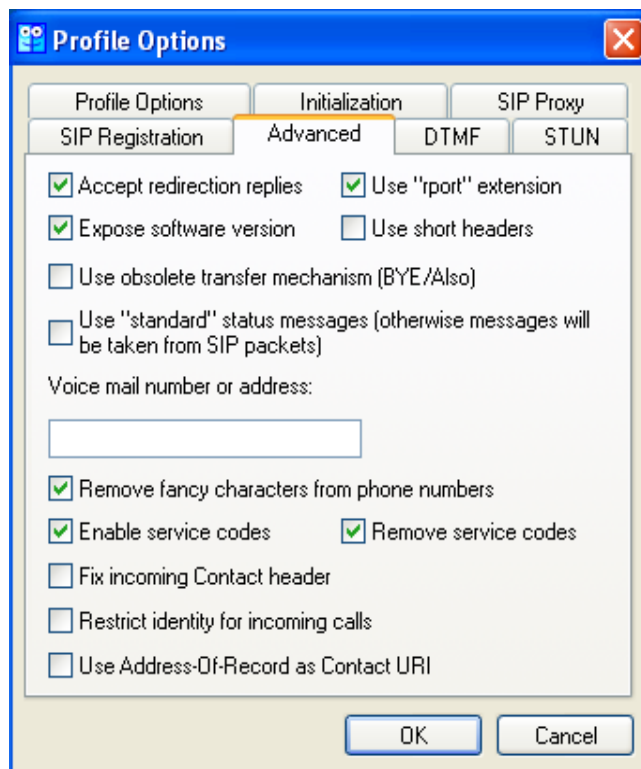 Profile Options
Profile Options Initialization SIP Proxy
SIP Registration Advanced DTMF STUN
Accept redirection replies Use "rport" extension
Expose software version Use short headers
Use obsolete transfer mechanism (BYE/Also)
Use "standard" status messages (otherwise messages will
be taken from SIP packets)
Voice mail number or address:
Remove fancy characters from phone numbers
Enable service codes Remove service codes
Fix incoming Contact header
Restrict identity for incoming calls
Use Address-Of-Record as Contact URI
OK Cancel